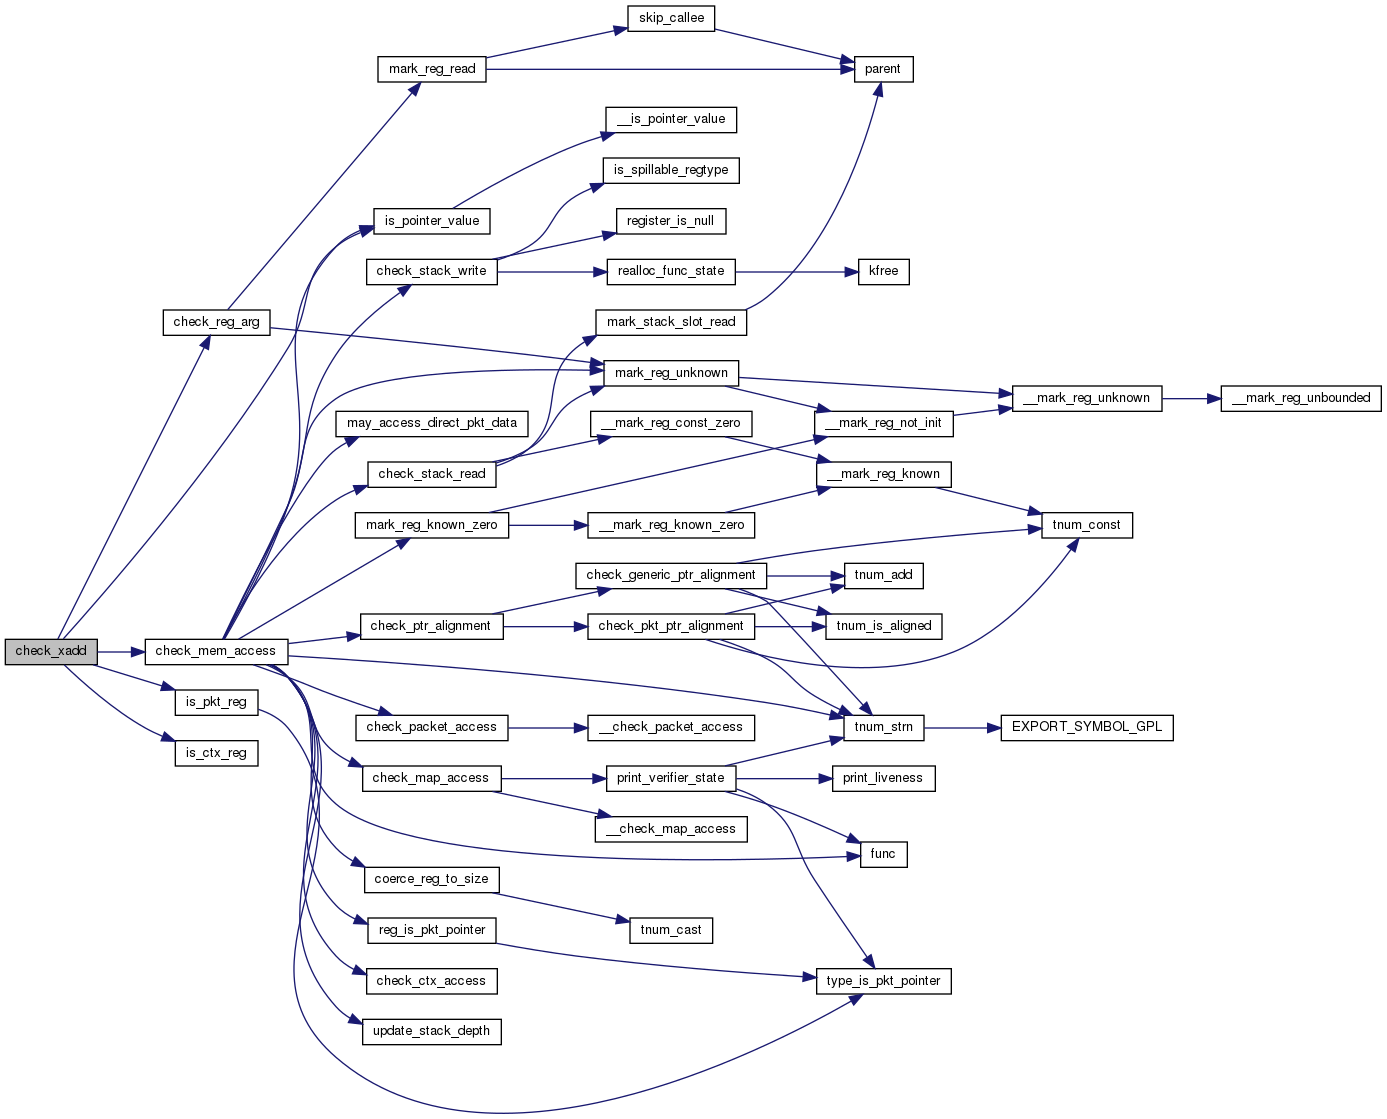 skip_callee
mark_reg_read
parent
__is_pointer_value
is_spillable_regtype
is_pointer_value
register_is_null
check_stack_write
realloc_func_state
kfree
check_reg_arg
mark_stack_slot_read
mark_reg_unknown
__mark_reg_unknown
__mark_reg_unbounded
may_access_direct_pkt_data
__mark_reg_const_zero
__mark_reg_not_init
check_stack_read
__mark_reg_known
mark_reg_known_zero
__mark_reg_known_zero
tnum_const
check_generic_ptr_alignment
tnum_add
check_ptr_alignment
check_pkt_ptr_alignment
tnum_is_aligned
check_xadd
check_mem_access
is_pkt_reg
check_packet_access
__check_packet_access
tnum_strn
EXPORT_SYMBOL_GPL
is_ctx_reg
check_map_access
print_verifier_state
print_liveness
__check_map_access
func
coerce_reg_to_size
reg_is_pkt_pointer
tnum_cast
check_ctx_access
type_is_pkt_pointer
update_stack_depth